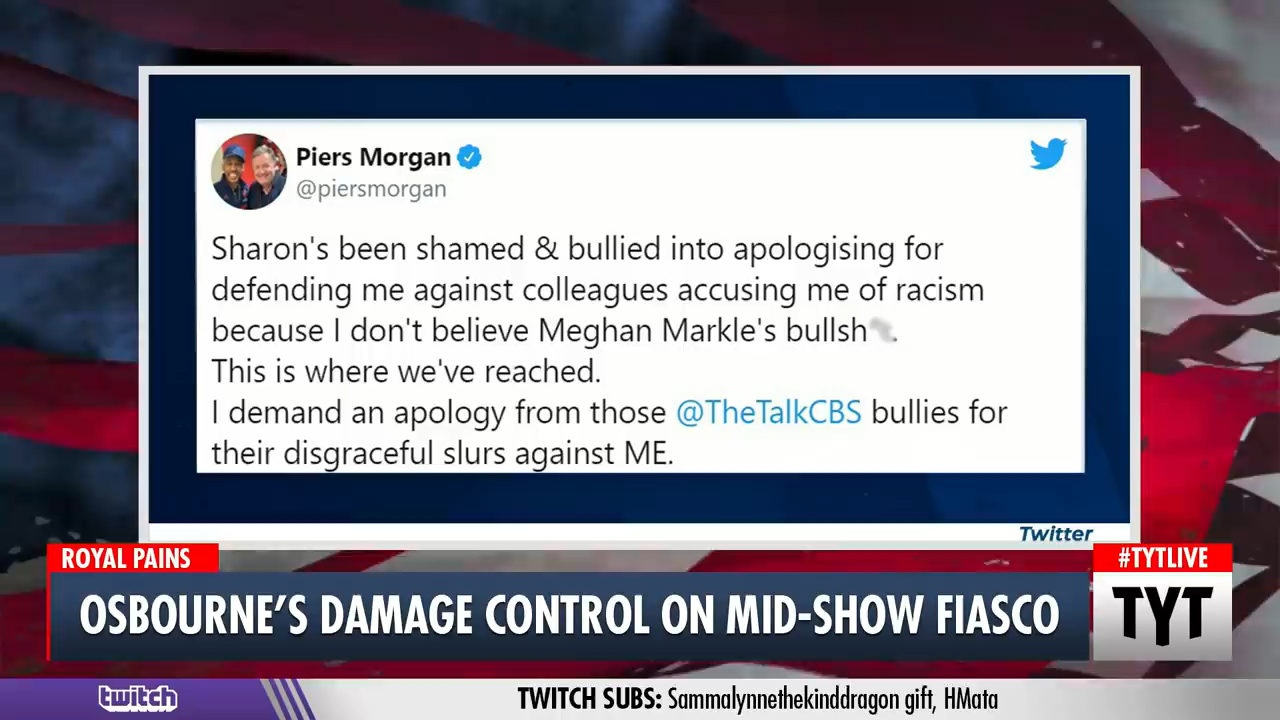 Piers Morgan
@piersmorgan
Sharon's been shamed & bullied into apologising for
defending me against colleagues accusing me of racism
because I don't believe Meghan Markle's bullsh
This is where we've reached.
I demand an apology from those @TheTalkCBS bullies for
their disgraceful slurs against ME.
Twitter
ROYAL PAINS
#TYTLIVE
OSBOURNE'S DAMAGE CONTROL ON MID-SHOW FIASCO
TYT
twitch
TWITCH SUBS: Sammalynnethekinddragon gift, HMata